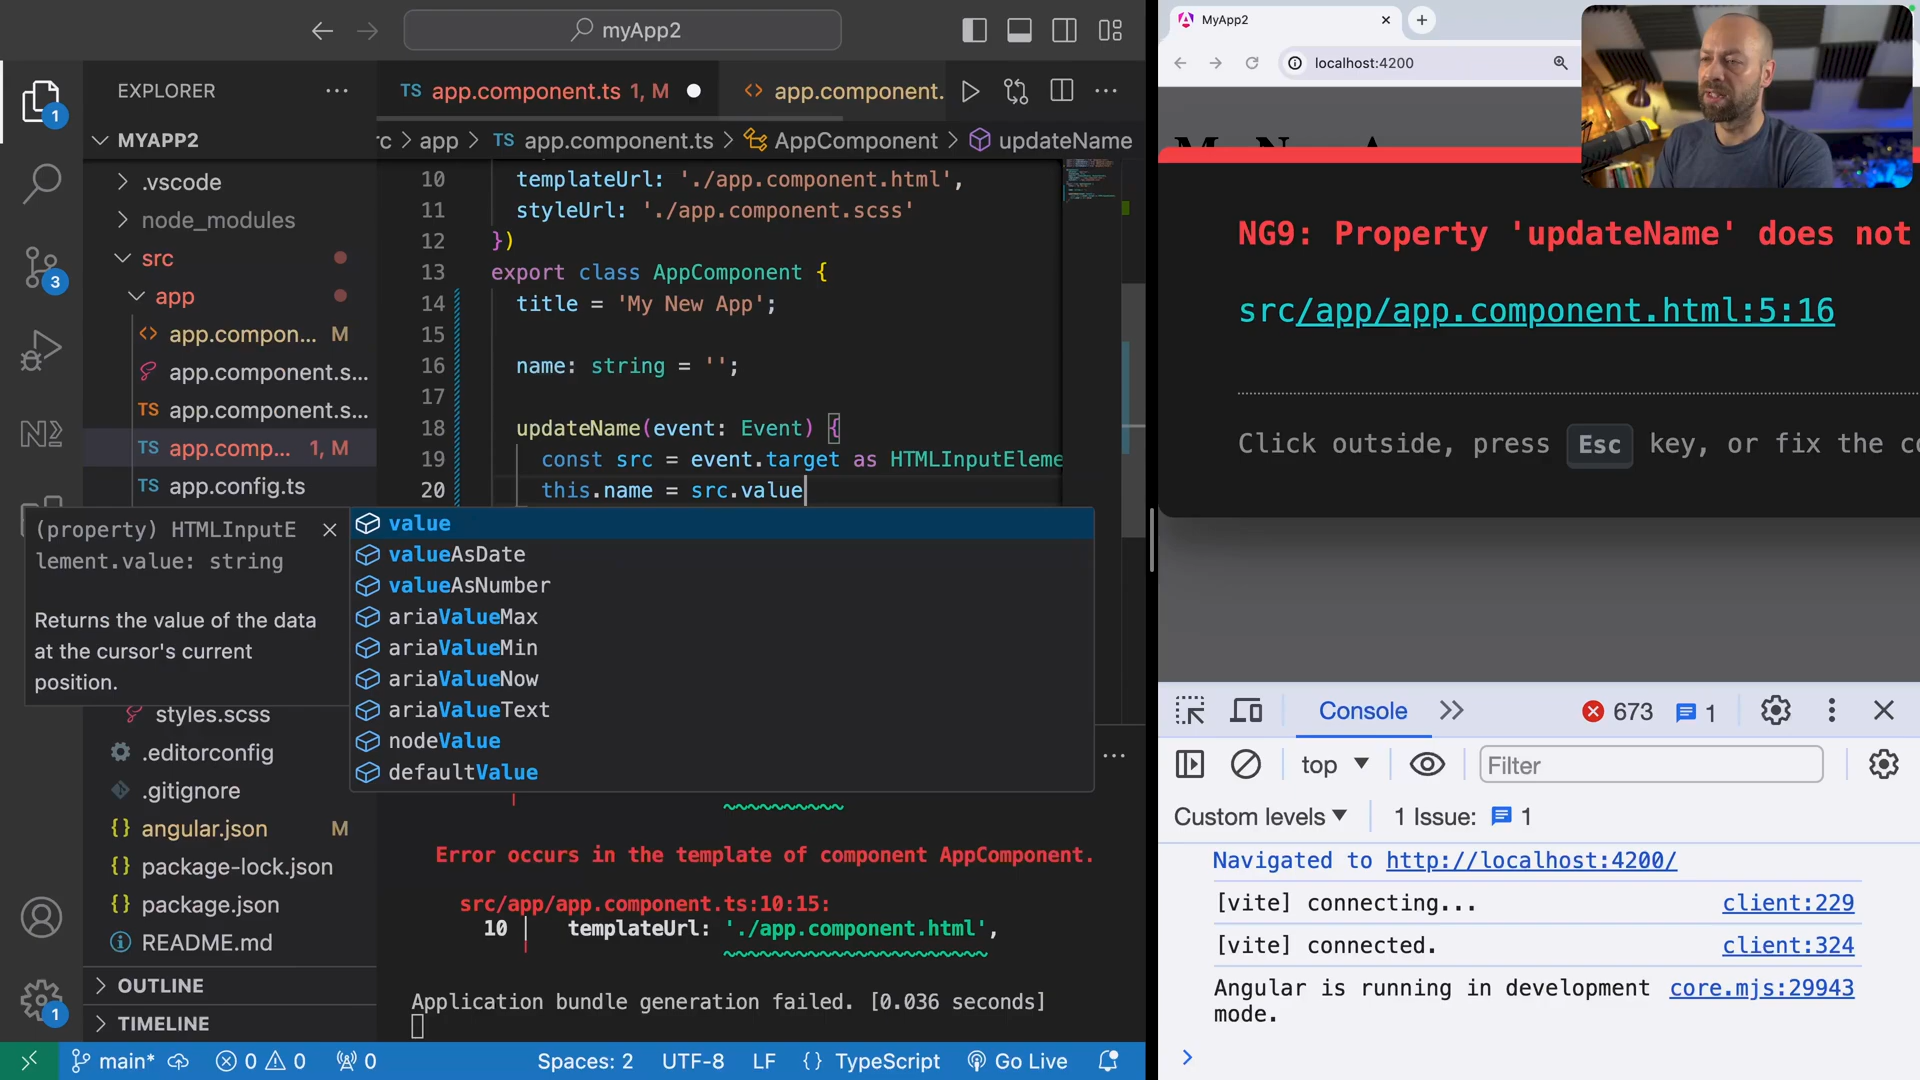 myApp2
EXPLORER
MYAPP2
.vscode
node_modules
src
app
app.compon... M
app.component.s...
TS app.component.s...
TS app.comp... 1, M
TS app.config.ts
styles.scss
.editorconfig
.gitignore
{} angular.json M
{} package-lock.json
{} package.json
README.md
OUTLINE
TIMELINE
1
3
1
TS app.component.ts 1, M
<> app.component.
rc > app > TS app.component.ts > AppComponent > updateName
10 templateUrl: './app.component.html',
11 styleUrl: './app.component.scss'
12 })
13 export class AppComponent {
14 title = 'My New App';
15
16 name: string = '';
17
18 updateName(event: Event) {
19 const src = event.target as HTMLInputEleme
20 this.name = src.value
(property) HTMLInputE
lement.value: string
Returns the value of the data
at the cursor's current
position.
value
valueAsDate
valueAsNumber
ariaValueMax
ariaValueMin
ariaValueNow
ariaValueText
nodeValue
defaultValue
Error occurs in the template of component AppComponent.
src/app/app.component.ts:10:15:
10 │ templateUrl: './app.component.html',
Application bundle generation failed. [0.036 seconds]
main* 0 0 0 Spaces: 2 UTF-8 LF {} TypeScript Go Live
MyApp2
localhost:4200
NG9: Property 'updateName' does not
src/app/app.component.html:5:16
Click outside, press Esc key, or fix the co
Console 673 1
top Filter
Custom levels 1 Issue: 1
Navigated to http://localhost:4200/
[vite] connecting... client:229
[vite] connected. client:324
Angular is running in development core.mjs:29943
mode.